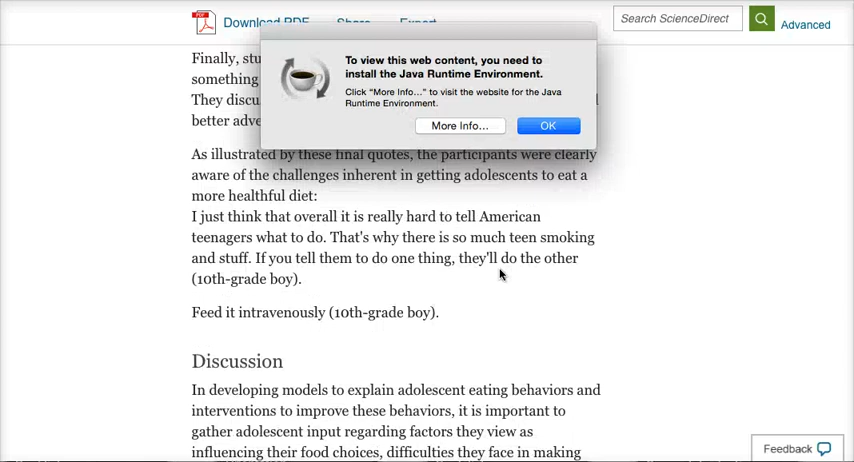 PDF
Download PDF Share Export
Search ScienceDirect
Advanced
To view this web content, you need to
install the Java Runtime Environment.
Click “More Info...” to visit the website for the Java
Runtime Environment.
More Info...
OK
Finally, stu
something
They discu
better adve
As illustrated by these final quotes, the participants were clearly
aware of the challenges inherent in getting adolescents to eat a
more healthful diet:
I just think that overall it is really hard to tell American
teenagers what to do. That's why there is so much teen smoking
and stuff. If you tell them to do one thing, they'll do the other
(10th-grade boy).
Feed it intravenously (10th-grade boy).
Discussion
In developing models to explain adolescent eating behaviors and
interventions to improve these behaviors, it is important to
gather adolescent input regarding factors they view as
influencing their food choices, difficulties they face in making
Feedback